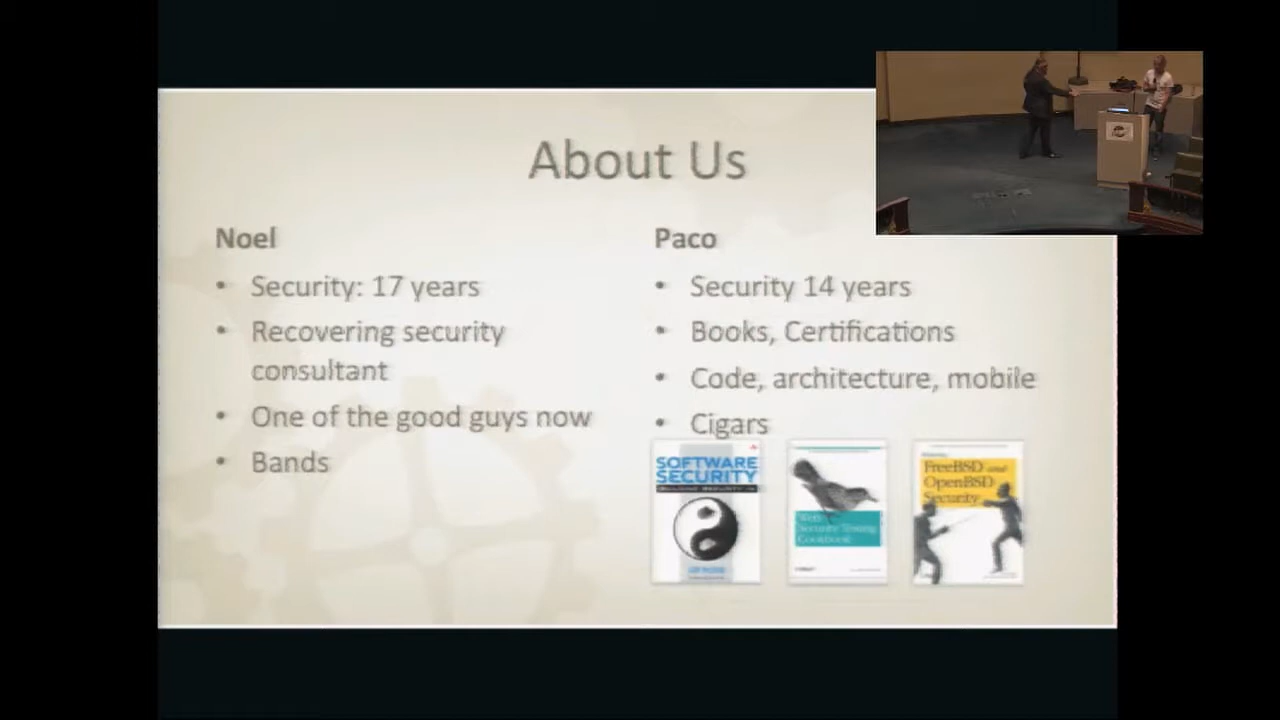 About Us
Noel
• Security: 17 years
• Recovering security
consultant
• One of the good guys now
• Bands
Paco
• Security 14 years
• Books, Certifications
• Code, architecture, mobile
• Cigars
SOFTWARE
SECURITY
Web
Security Testing
Cookbook
FreeBSD and
OpenBSD
Security